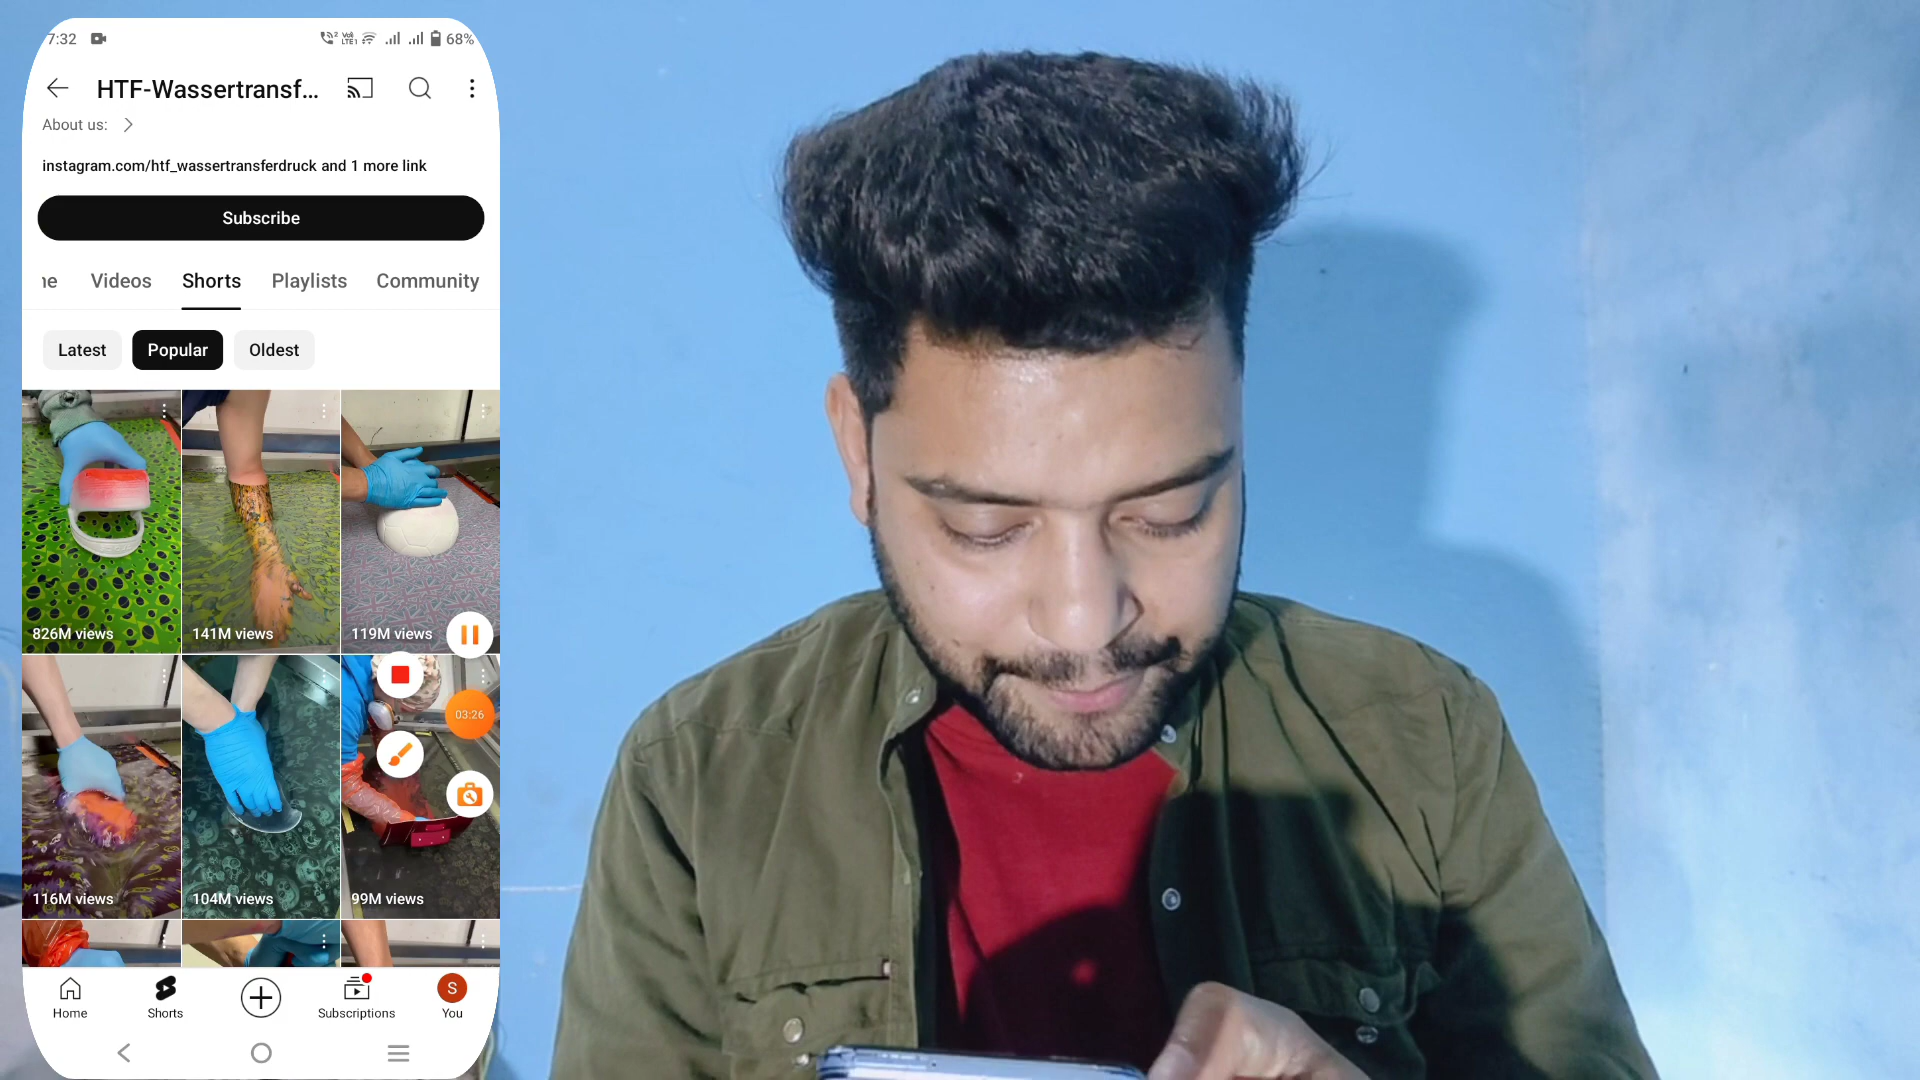 7:32
68%
HTF-Wassertransf...
About us:
instagram.com/htf_wassertransferdruck and 1 more link
Subscribe
ne Videos Shorts Playlists Community
Latest Popular Oldest
826M views 141M views 119M views
03:26
116M views 104M views 99M views
S
Home Shorts Subscriptions You